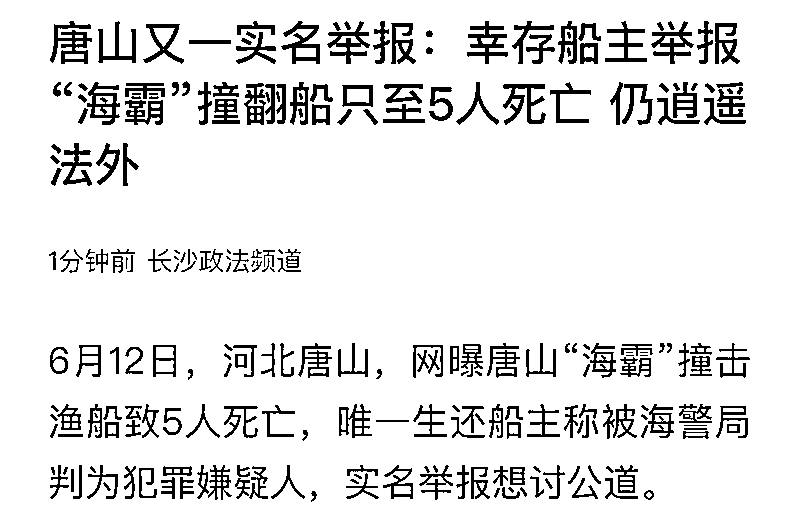 唐山又一实名举报：幸存船主举报
“海霸”撞翻船只至5人死亡 仍逍遥
法外
1分钟前 长沙政法频道
6月12日，河北唐山，网曝唐山“海霸”撞击
渔船致5人死亡，唯一生还船主称被海警局
判为犯罪嫌疑人，实名举报想讨公道。